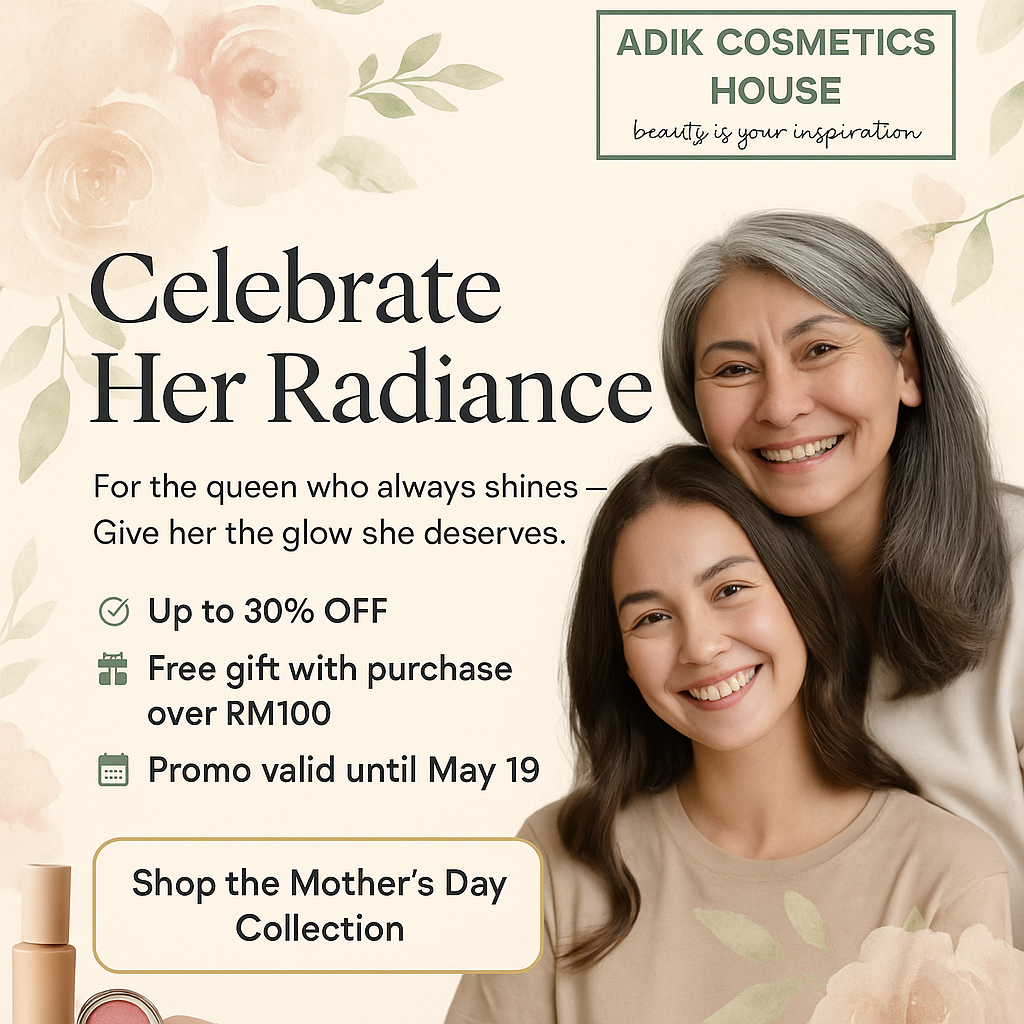 ADIK COSMETICS
HOUSE
beauty is your inspiration
Celebrate
Her Radiance
For the queen who always shines –
Give her the glow she deserves.
Up to 30% OFF
Free gift with purchase
over RM100
Promo valid until May 19
Shop the Mother's Day
Collection